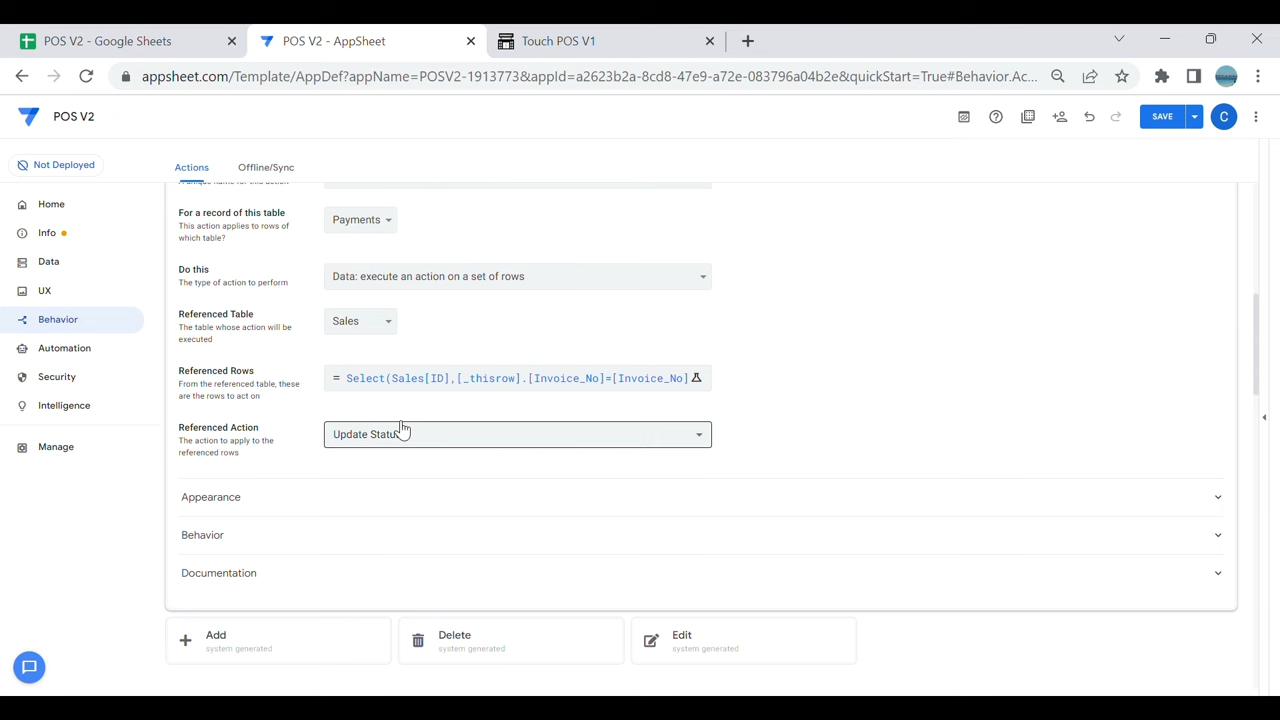 POS V2 - Google Sheets
POS V2 - AppSheet
Touch POS V1
appsheet.com/Template/AppDef?appName=POSV2-1913773&appId=a2623b2a-8cd8-47e9-a72e-083796a04b2e&quickStart=True#Behavior.Ac...
POS V2
SAVE
C
Not Deployed
Actions
Offline/Sync
A unique name for this action
Home
Info
Data
UX
Behavior
Automation
Security
Intelligence
Manage
For a record of this table
This action applies to rows of
which table?
Payments
Do this
The type of action to perform
Data: execute an action on a set of rows
Referenced Table
The table whose action will be
executed
Sales
Referenced Rows
From the referenced table, these
are the rows to act on
= Select(Sales[ID],[_thisrow].[Invoice_No]=[Invoice_No]
Referenced Action
The action to apply to the
referenced rows
Update Status
Appearance
Behavior
Documentation
Add
system generated
Delete
system generated
Edit
system generated